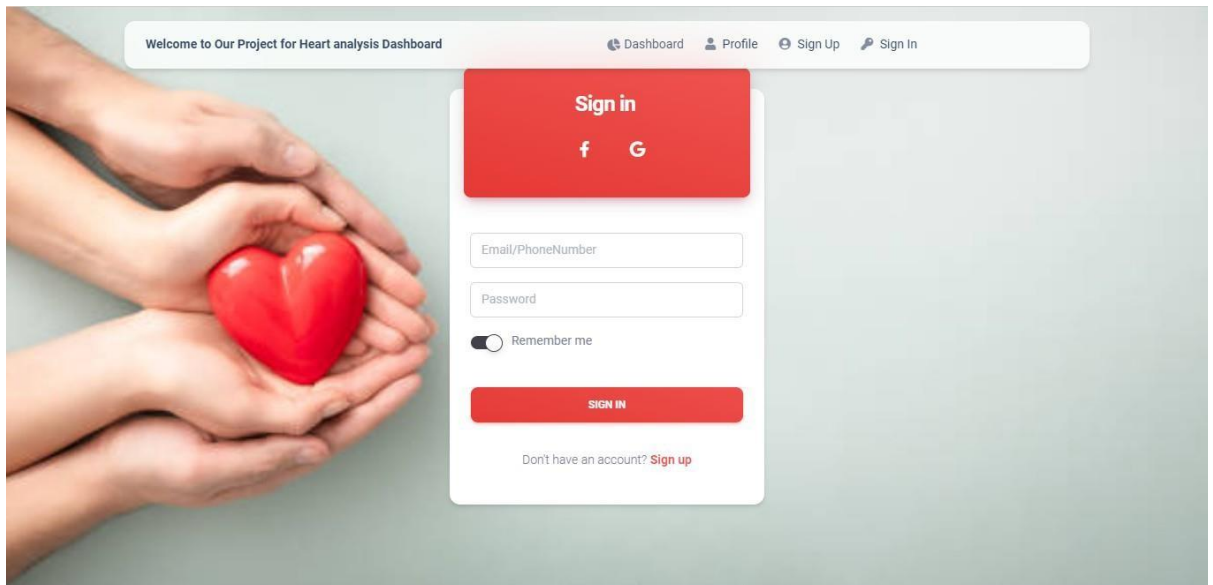 Welcome to Our Project for Heart analysis Dashboard Dashboard Profile Sign Up Sign In
Sign in
f G
Email/PhoneNumber
Password
Remember me
SIGN IN
Don't have an account? Sign up